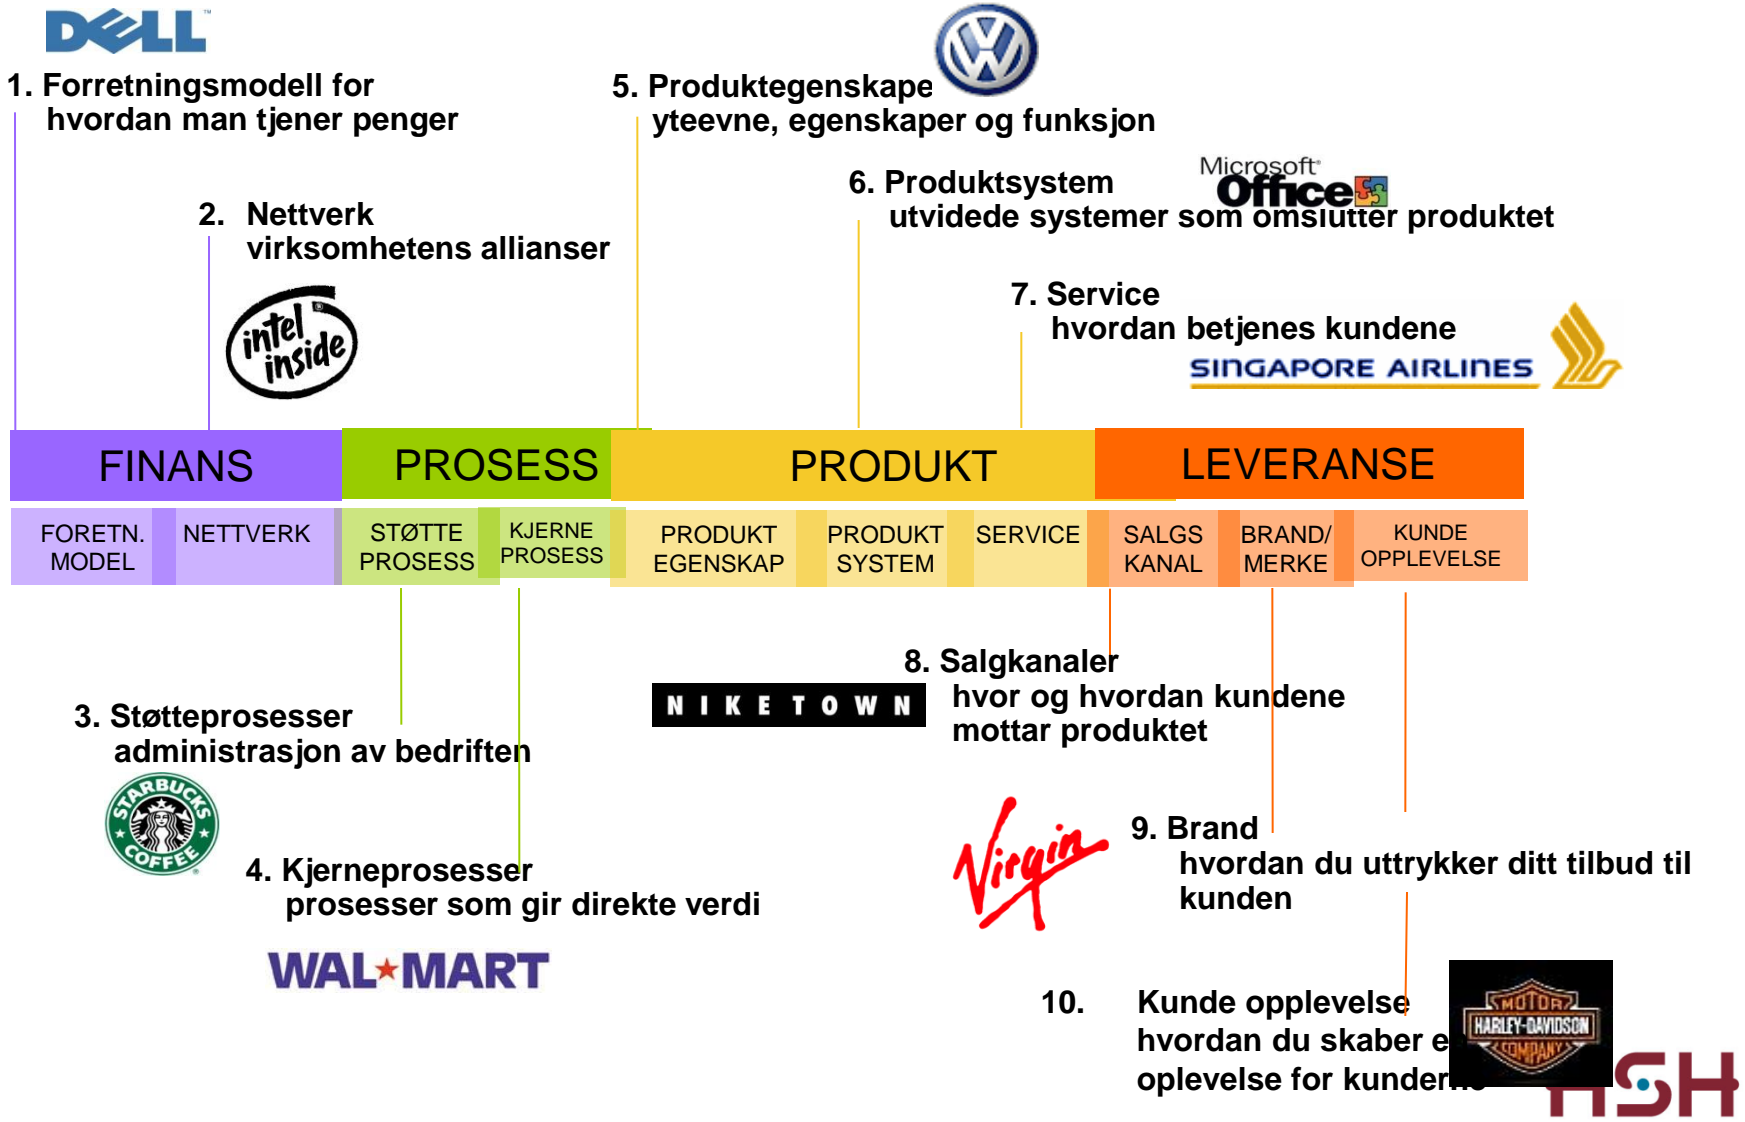 DELL™
1. Forretningsmodell for
hvordan man tjener penger
2. Nettverk
virksomhetens allianser
intel®
inside
5. Produktegenskape
yteevne, egenskaper og funksjon
6. Produktsystem
utvidede systemer som omslutter produktet
Microsoft®
Office
7. Service
hvordan betjenes kundene
SINGAPORE AIRLINES
FINANS PROSESS PRODUKT LEVERANSE
FORETN.
MODEL
NETTVERK
STØTTE
PROSESS
KJERNE
PROSESS
PRODUKT
EGENSKAP
PRODUKT
SYSTEM
SERVICE
SALGS
KANAL
BRAND/
MERKE
KUNDE
OPPLEVELSE
3. Støtteprosesser
administrasjon av bedriften
STARBUCKS
COFFEE
4. Kjerneprosesser
prosesser som gir direkte verdi
WAL★MART
8. Salgkanaler
hvor og hvordan kundene
mottar produktet
NIKETOWN
9. Brand
hvordan du uttrykker ditt tilbud til
kunden
Virgin
10. Kunde opplevelse
hvordan du skaber e
oplevelse for kunderne
MOTOR
HARLEY-DAVIDSON
COMPANY
HSH